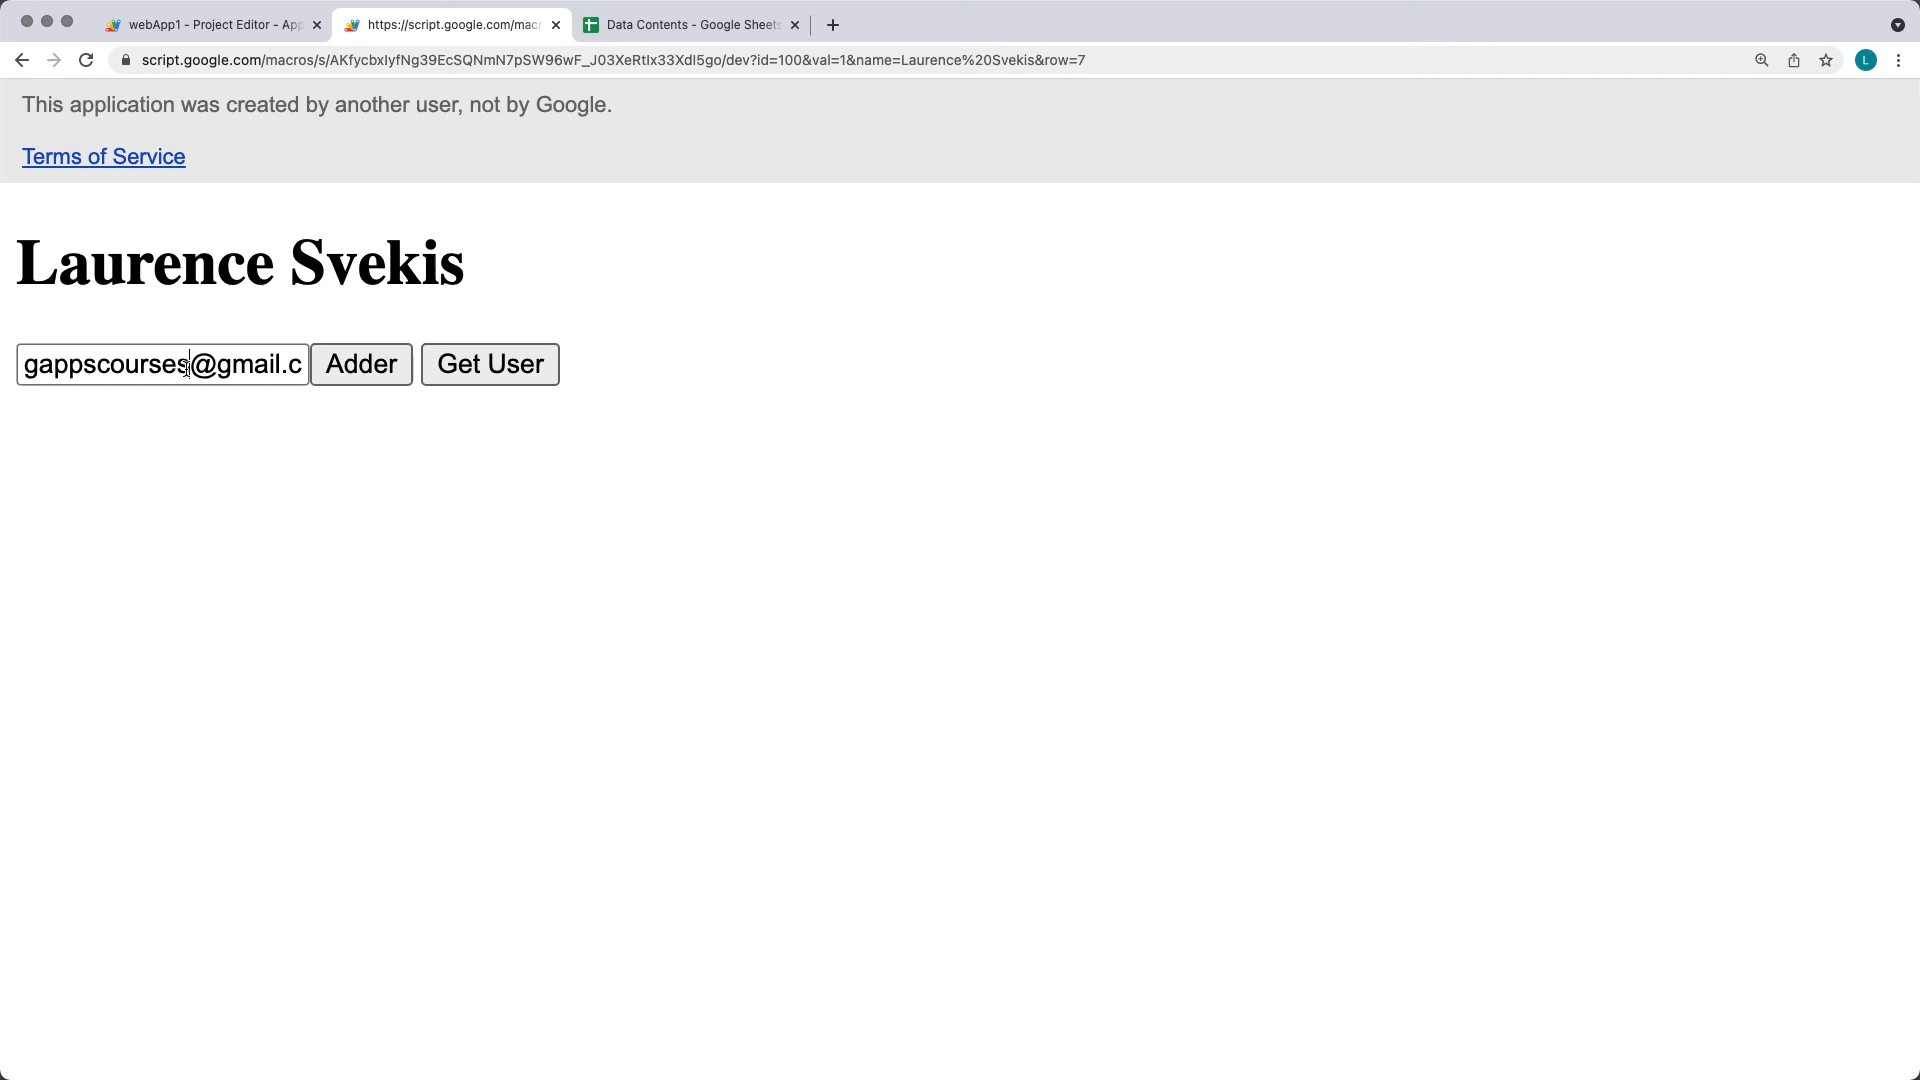 webApp1 - Project Editor - App
https://script.google.com/macr
Data Contents - Google Sheets
script.google.com/macros/s/AKfycbxlyfNg39EcSQNmN7pSW96wF_J03XeRtIx33XdI5go/dev?id=100&val=1&name=Laurence%20Svekis&row=7
L
This application was created by another user, not by Google.
Terms of Service
Laurence Svekis
gappscourses@gmail.c
Adder
Get User